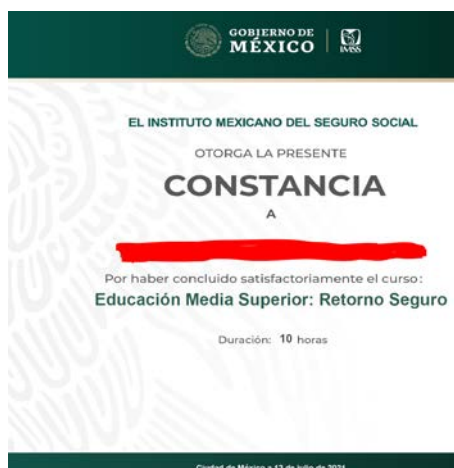 GOBIERNO DE
MÉXICO
IMSS
EL INSTITUTO MEXICANO DEL SEGURO SOCIAL
OTORGA LA PRESENTE
CONSTANCIA
A
Por haber concluido satisfactoriamente el curso:
Educación Media Superior: Retorno Seguro
Duración: 10 horas
Ciudad de México a 12 de julio de 2021